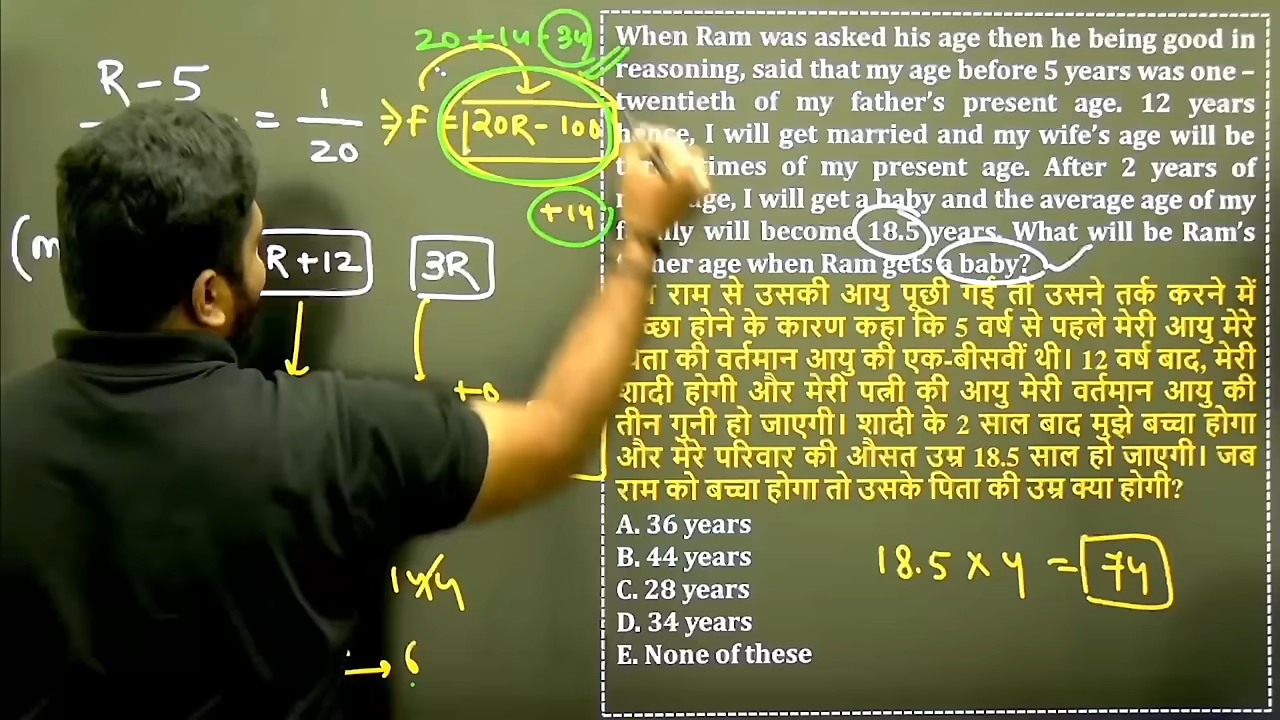 20 + 14 = 34
R - 5
= 1/20 ⇒ F = 20R - 100
+14
(m
R + 12
3R
14x4
→ 6
When Ram was asked his age then he being good in
reasoning, said that my age before 5 years was one –
twentieth of my father's present age. 12 years
I will get married and my wife's age will be
times of my present age. After 2 years of
I will get a baby and the average age of my
will become 18.5 years. What will be Ram's
age when Ram gets a baby?
राम से उसकी आयु पूछी गई तो उसने तर्क करने में
होने के कारण कहा कि 5 वर्ष से पहले मेरी आयु मेरे
की वर्तमान आयु की एक-बीसवीं थी। 12 वर्ष बाद, मेरी
शादी होगी और मेरी पत्नी की आयु मेरी वर्तमान आयु की
तीन गुनी हो जाएगी। शादी के 2 साल बाद मुझे बच्चा होगा
और मेरे परिवार की औसत उम्र 18.5 साल हो जाएगी। जब
राम को बच्चा होगा तो उसके पिता की उम्र क्या होगी?
A. 36 years
B. 44 years
C. 28 years
D. 34 years
E. None of these
18.5 x 4 = 74